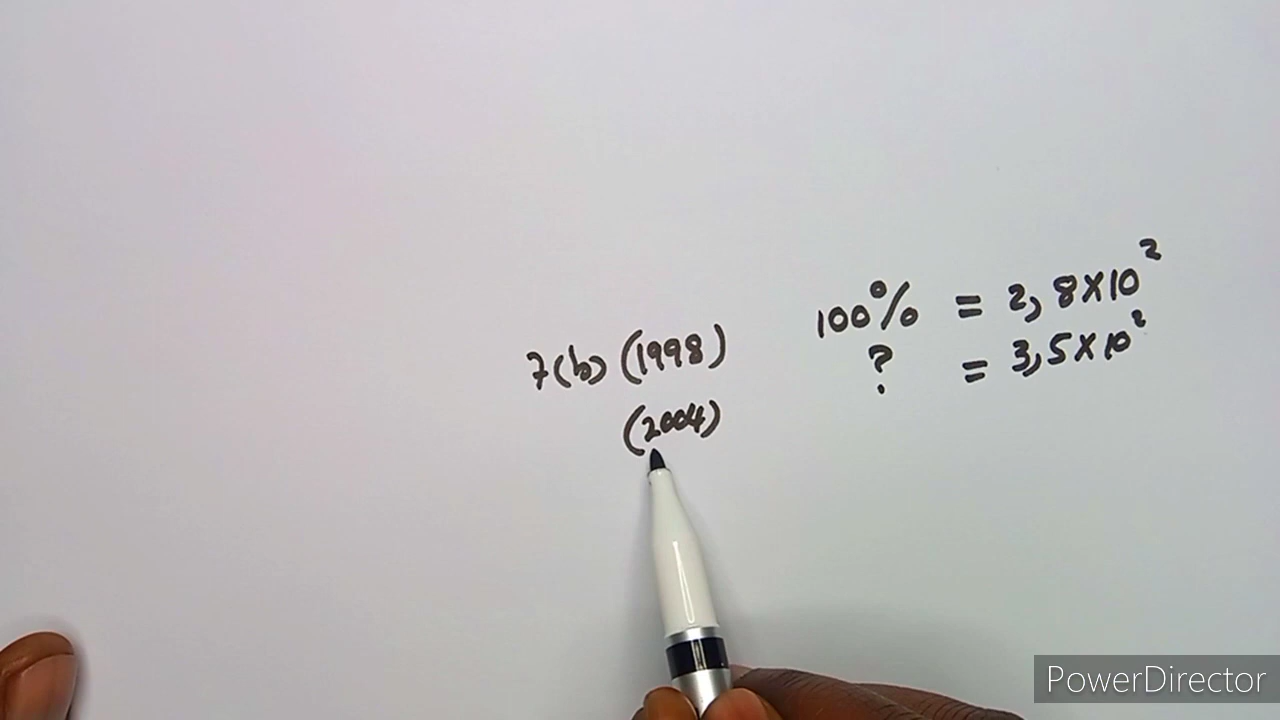 7(b) (1998) 100% = 2,8×10²
(2004) ? = 3,5×10²
PowerDirector